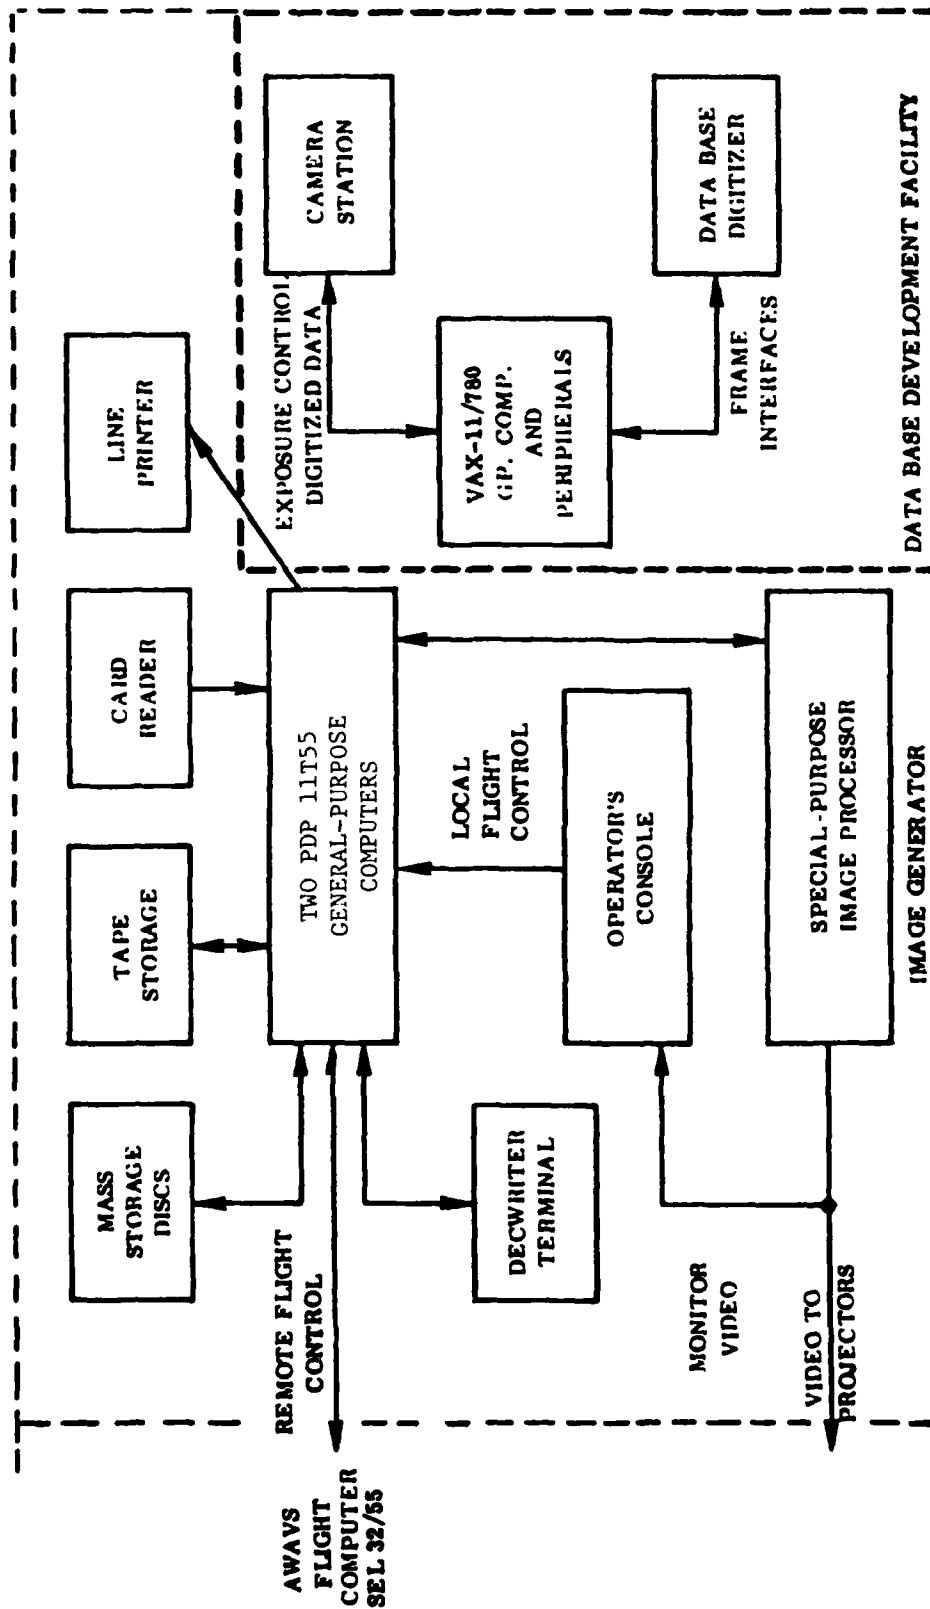 MASS
STORAGE
DISCS
TAPE
STORAGE
CARD
READER
LINE
PRINTER
AWAVS
FLIGHT
COMPUTER
SEL 32/55
REMOTE FLIGHT
CONTROL
TWO PDP 11T55
GENERAL-PURPOSE
COMPUTERS
EXPOSURE CONTROL
DIGITIZED DATA
CAMERA
STATION
DECWRITER
TERMINAL
LOCAL
FLIGHT
CONTROL
VAX-11/780
GP. COMP.
AND
PERIPHERALS
OPERATOR'S
CONSOLE
MONITOR
VIDEO
FRAME
INTERFACES
DATA BASE
DIGITIZER
VIDEO TO
PROJECTORS
SPECIAL-PURPOSE
IMAGE PROCESSOR
IMAGE GENERATOR
DATA BASE DEVELOPMENT FACILITY